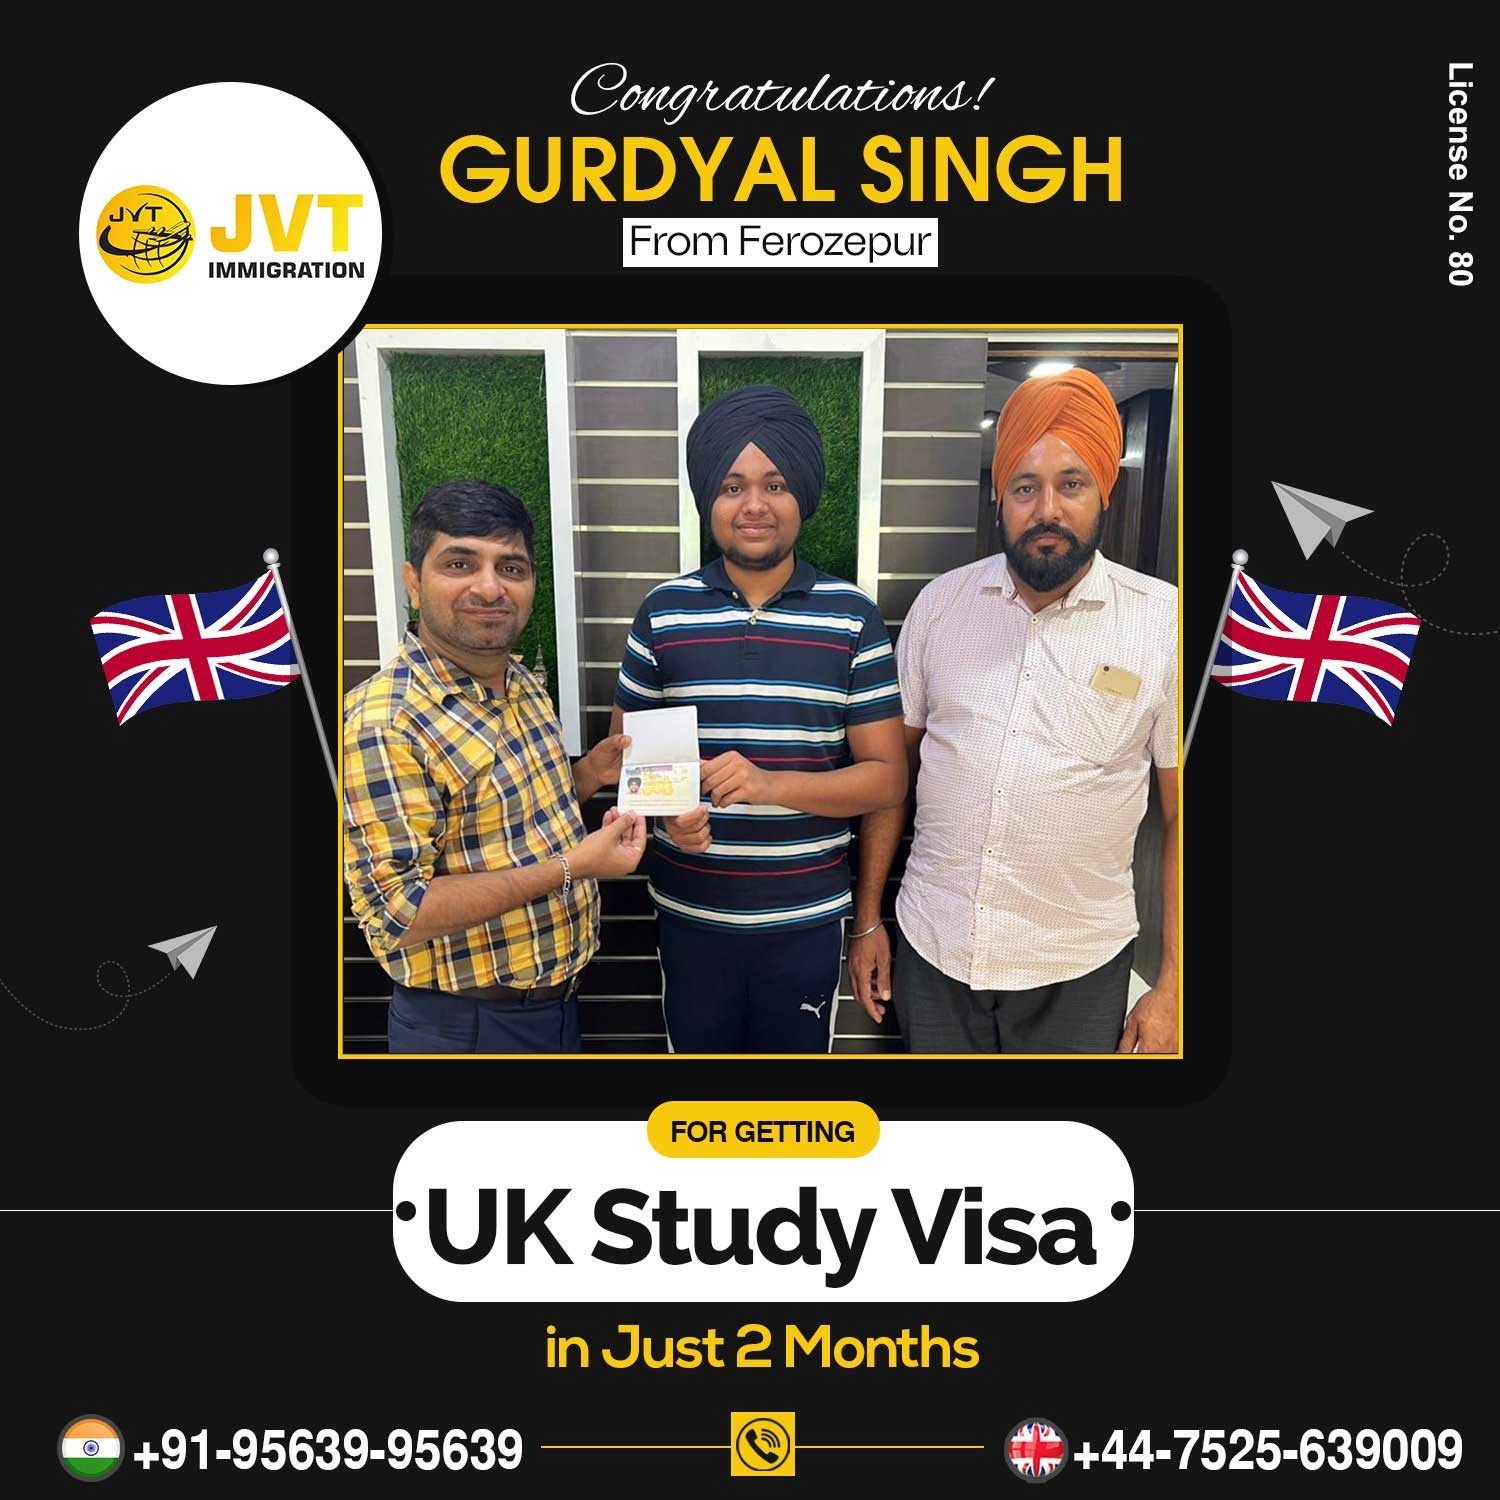 Congratulations!
GURDYAL SINGH
From Ferozepur
License No. 80
JVT
JVT
IMMIGRATION
FOR GETTING
UK Study Visa
in Just 2 Months
+91-95639-95639
+44-7525-639009